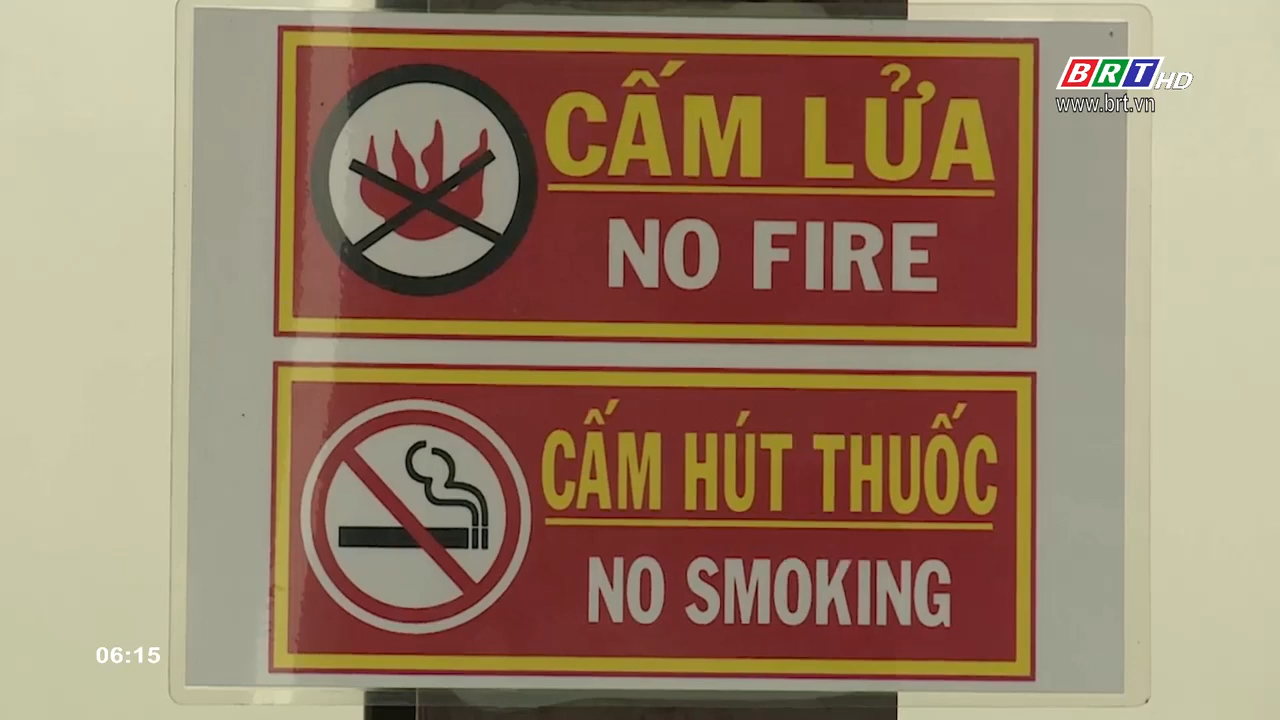 BRT HD
www.brt.vn
CẤM LỬA
NO FIRE
CẤM HÚT THUỐC
NO SMOKING
06:15